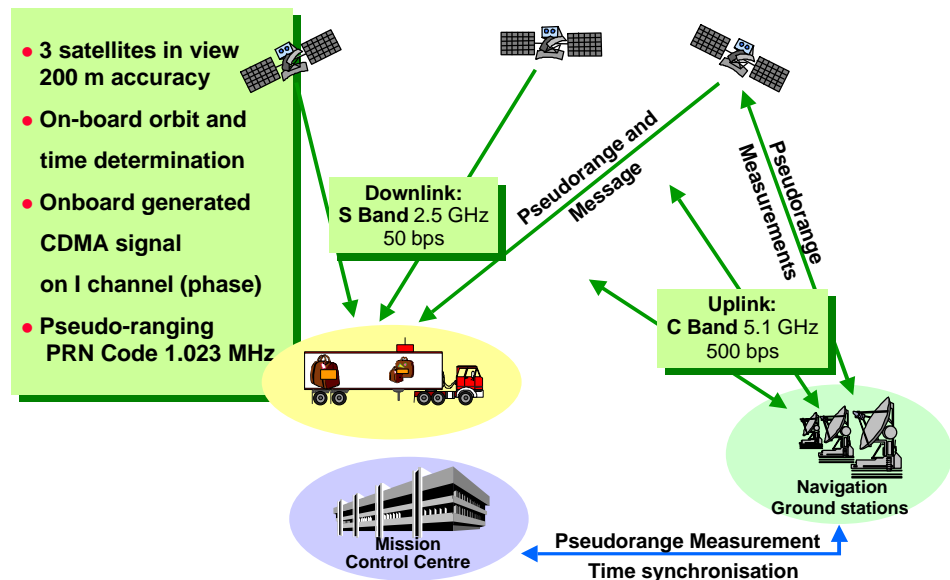 3 satellites in view
200 m accuracy
On-board orbit and
time determination
Onboard generated
CDMA signal
on I channel (phase)
Pseudo-ranging
PRN Code 1.023 MHz
Downlink:
S Band 2.5 GHz
50 bps
Pseudorange and
Message
Pseudorange
Measurements
Uplink:
C Band 5.1 GHz
500 bps
Navigation
Ground stations
Mission
Control Centre
Pseudorange Measurement
Time synchronisation